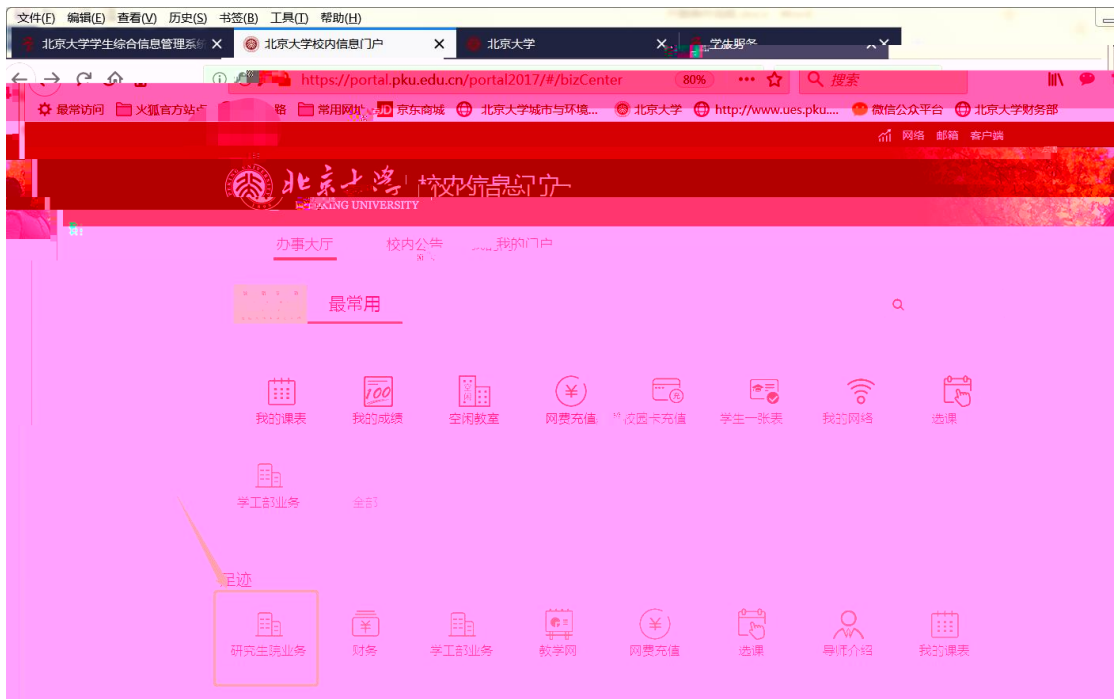 文件(F) 编辑(E) 查看(V) 历史(S) 书签(B) 工具(T) 帮助(H)
北京大学学生综合信息管理系统 北京大学校内信息门户 北京大学 学生服务
https://portal.pku.edu.cn/portal2017/#/bizCenter 80% 搜索
最常访问 火狐官方站点 路 常用网址 JD 京东商城 北京大学城市与环境... 北京大学 http://www.ues.pku.... 微信公众平台 北京大学财务部
网络 邮箱 客户端
北京大学 校内信息门户
PEKING UNIVERSITY
办事大厅 校内公告 我的门户
最常用
我的课表 我的成绩 空闲教室 网费充值 校园卡充值 学生一张表 我的网络 选课
学工部业务 全部
足迹
研究生院业务 财务 学工部业务 教学网 网费充值 选课 导师介绍 我的课表